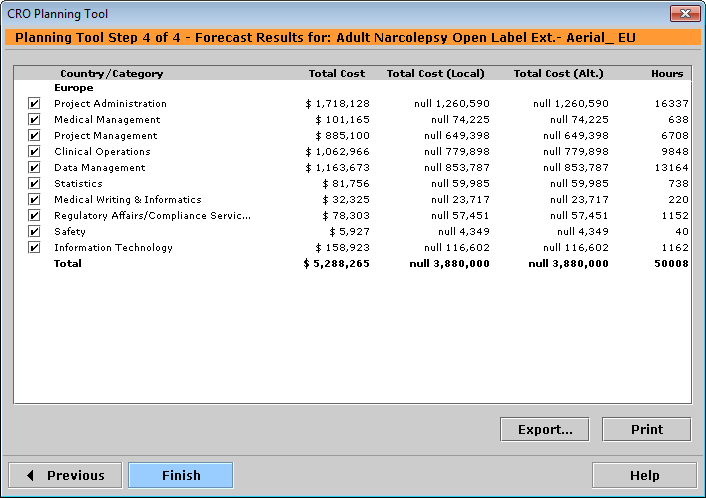 CRO Planning Tool
Planning Tool Step 4 of 4 - Forecast Results for: Adult Narcolepsy Open Label Ext.- Aerial_ EU
Country/Category Total Cost Total Cost (Local) Total Cost (Alt.) Hours
Europe
Project Administration $ 1,718,128 null 1,260,590 null 1,260,590 16337
Medical Management $ 101,165 null 74,225 null 74,225 638
Project Management $ 885,100 null 649,398 null 649,398 6708
Clinical Operations $ 1,062,966 null 779,898 null 779,898 9848
Data Management $ 1,163,673 null 853,787 null 853,787 13164
Statistics $ 81,756 null 59,985 null 59,985 738
Medical Writing & Informatics $ 32,325 null 23,717 null 23,717 220
Regulatory Affairs/Compliance Servic... $ 78,303 null 57,451 null 57,451 1152
Safety $ 5,927 null 4,349 null 4,349 40
Information Technology $ 158,923 null 116,602 null 116,602 1162
Total $ 5,288,265 null 3,880,000 null 3,880,000 50008
Export... Print
Previous Finish Help